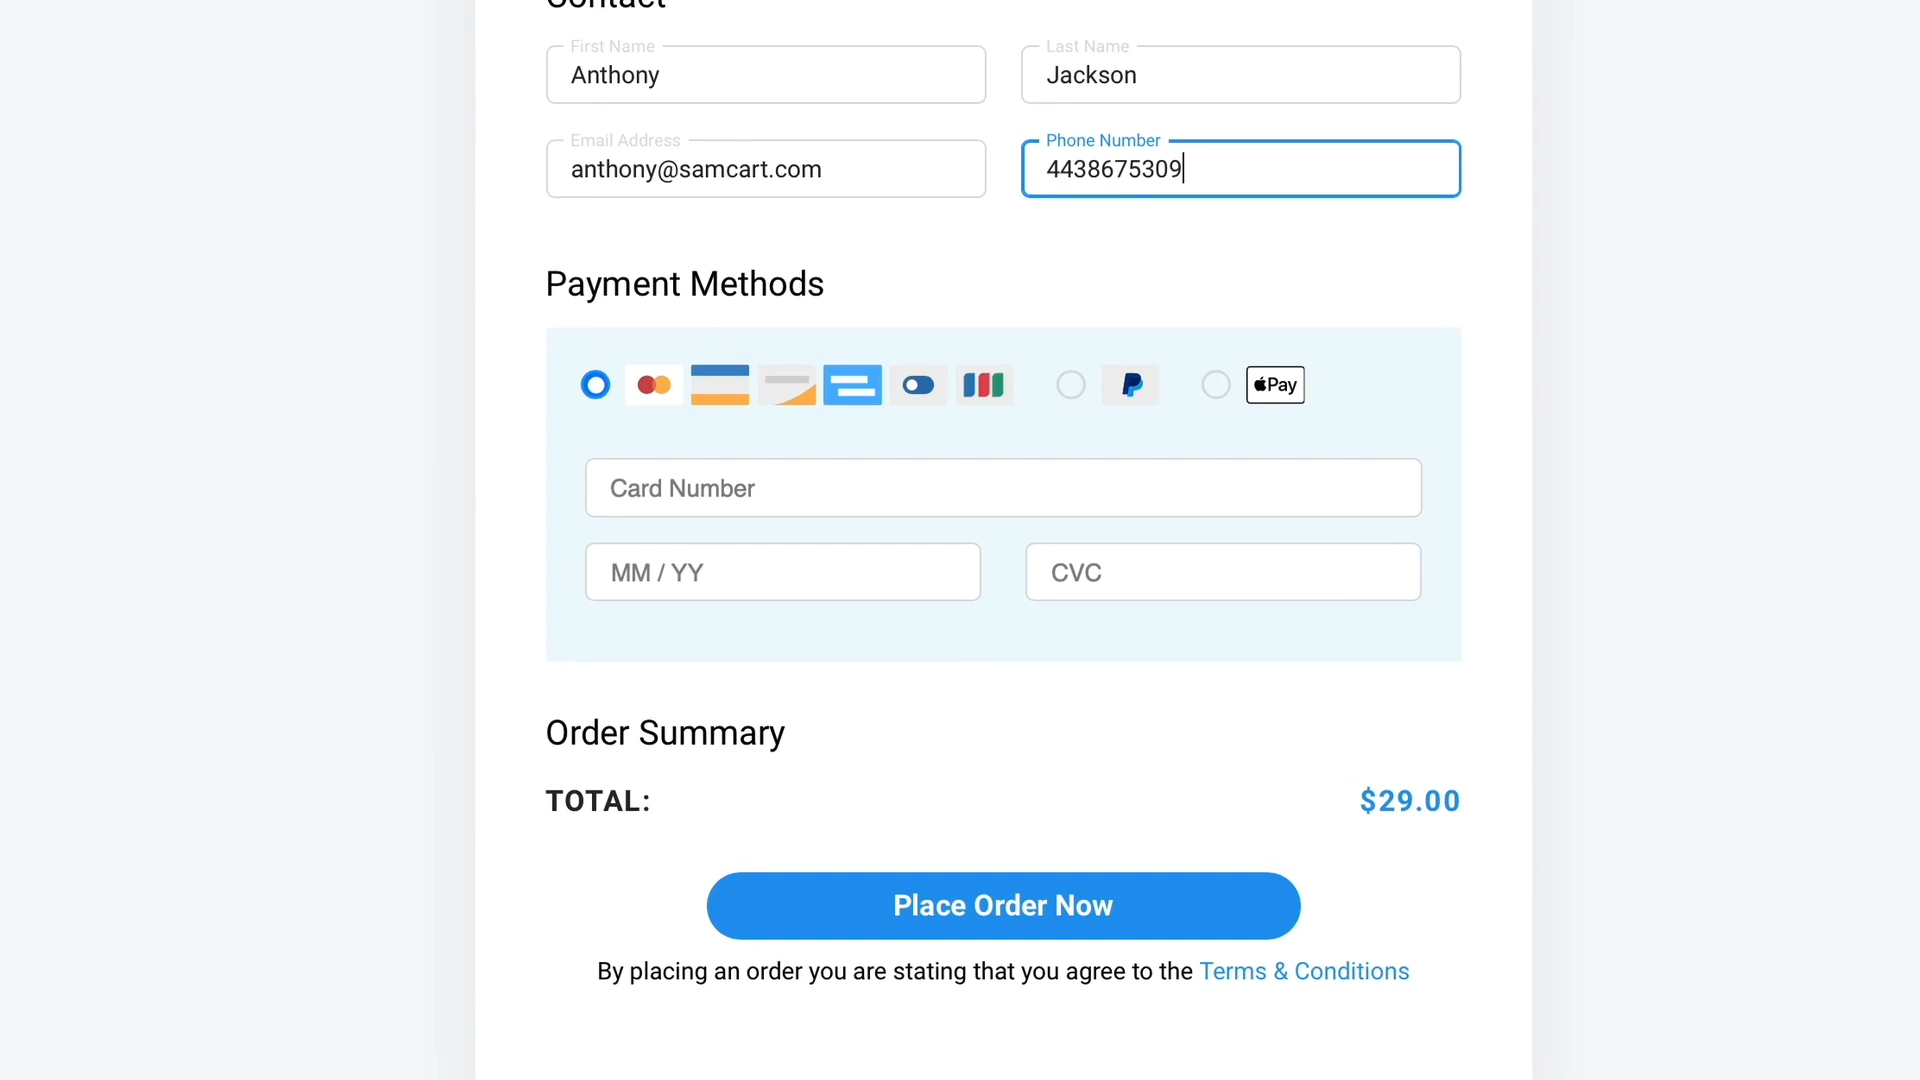 Contact
First Name
Last Name
Anthony
Jackson
Email Address
Phone Number
anthony@samcart.com
4438675309
Payment Methods
Pay
Card Number
MM / YY
CVC
Order Summary
TOTAL:
$29.00
Place Order Now
By placing an order you are stating that you agree to the Terms & Conditions